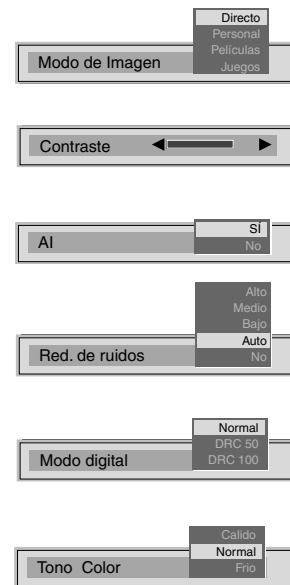 Directo
Personal
Películas
Juegos
Modo de Imagen
Contraste
SÍ
No
AI
Alto
Medio
Bajo
Auto
No
Red. de ruidos
Normal
DRC 50
DRC 100
Modo digital
Calido
Normal
Frio
Tono Color